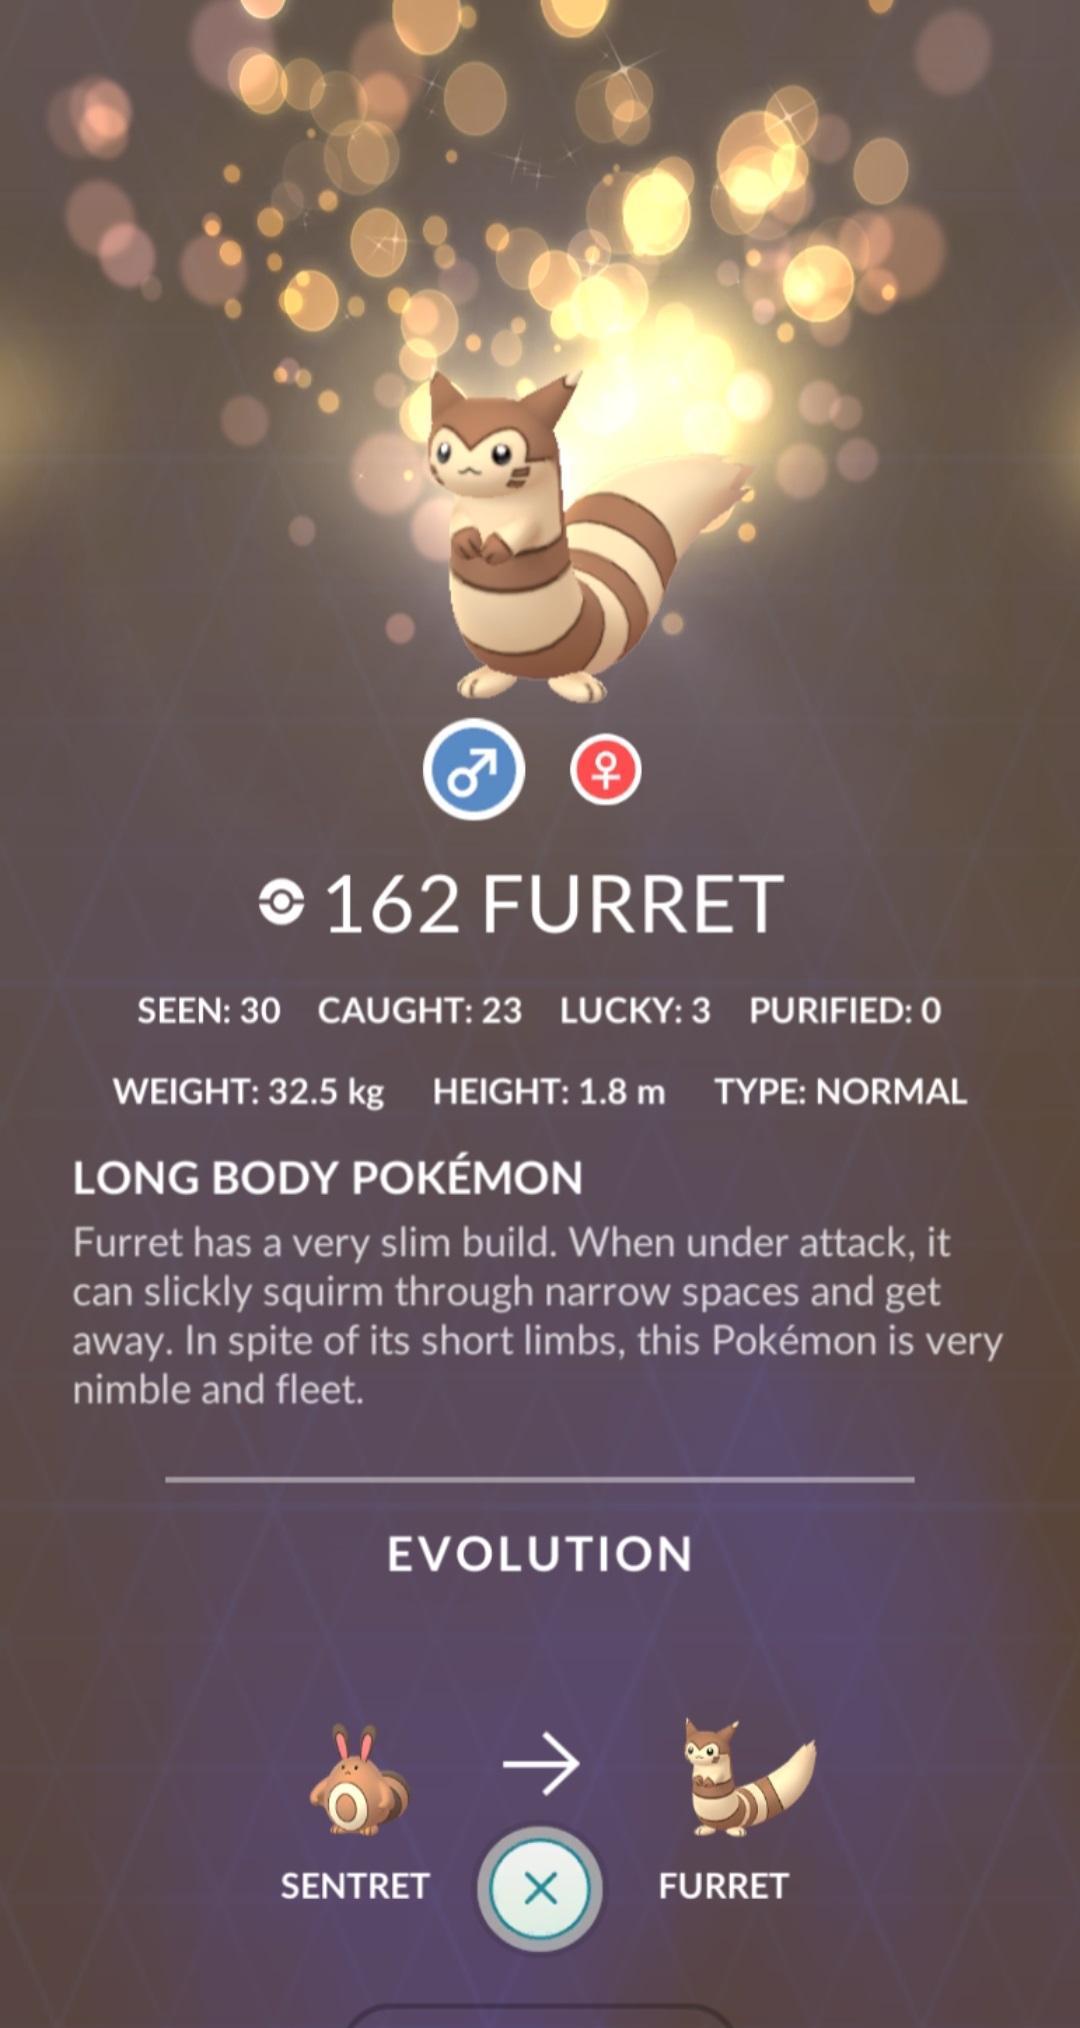 162 FURRET
SEEN: 30 CAUGHT: 23 LUCKY: 3 PURIFIED: 0
WEIGHT: 32.5 kg HEIGHT: 1.8 m TYPE: NORMAL
LONG BODY POKÉMON
Furret has a very slim build. When under attack, it
can slickly squirm through narrow spaces and get
away. In spite of its short limbs, this Pokémon is very
nimble and fleet.
EVOLUTION
SENTRET FURRET